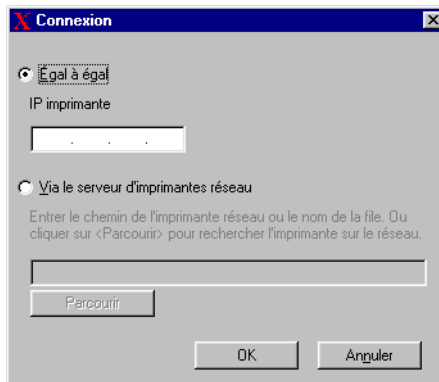 Connexion
Égal à égal
IP imprimante
. . .
Via le serveur d'imprimantes réseau
Entrer le chemin de l'imprimante réseau ou le nom de la file. Ou
cliquer sur <Parcourir> pour rechercher l'imprimante sur le réseau.
Parcourir
OK
Annuler